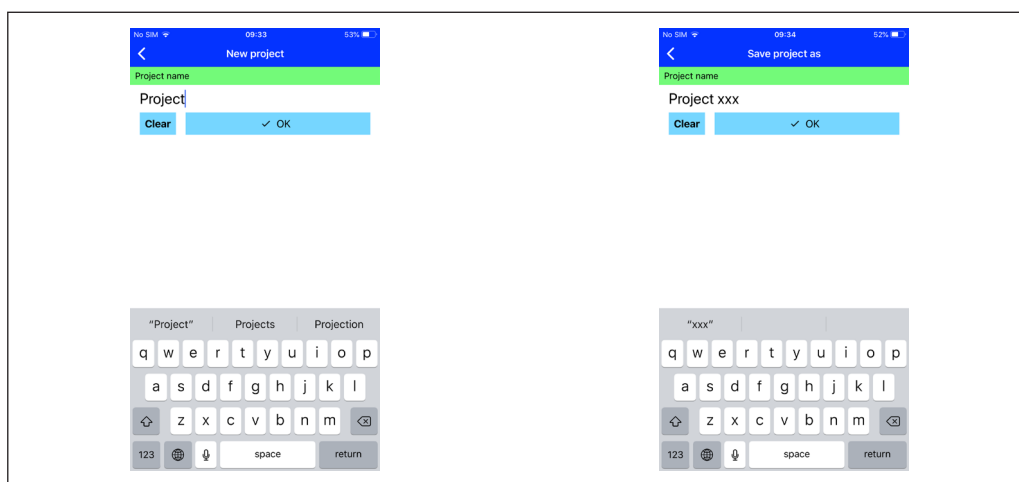 No SIM 09:33 53%
New project
Project name
Project
Clear ✓ OK
"Project" Projects Projection
q w e r t y u i o p
a s d f g h j k l
z x c v b n m
123 space return
No SIM 09:34 52%
Save project as
Project name
Project xxx
Clear ✓ OK
"xxx"
q w e r t y u i o p
a s d f g h j k l
z x c v b n m
123 space return